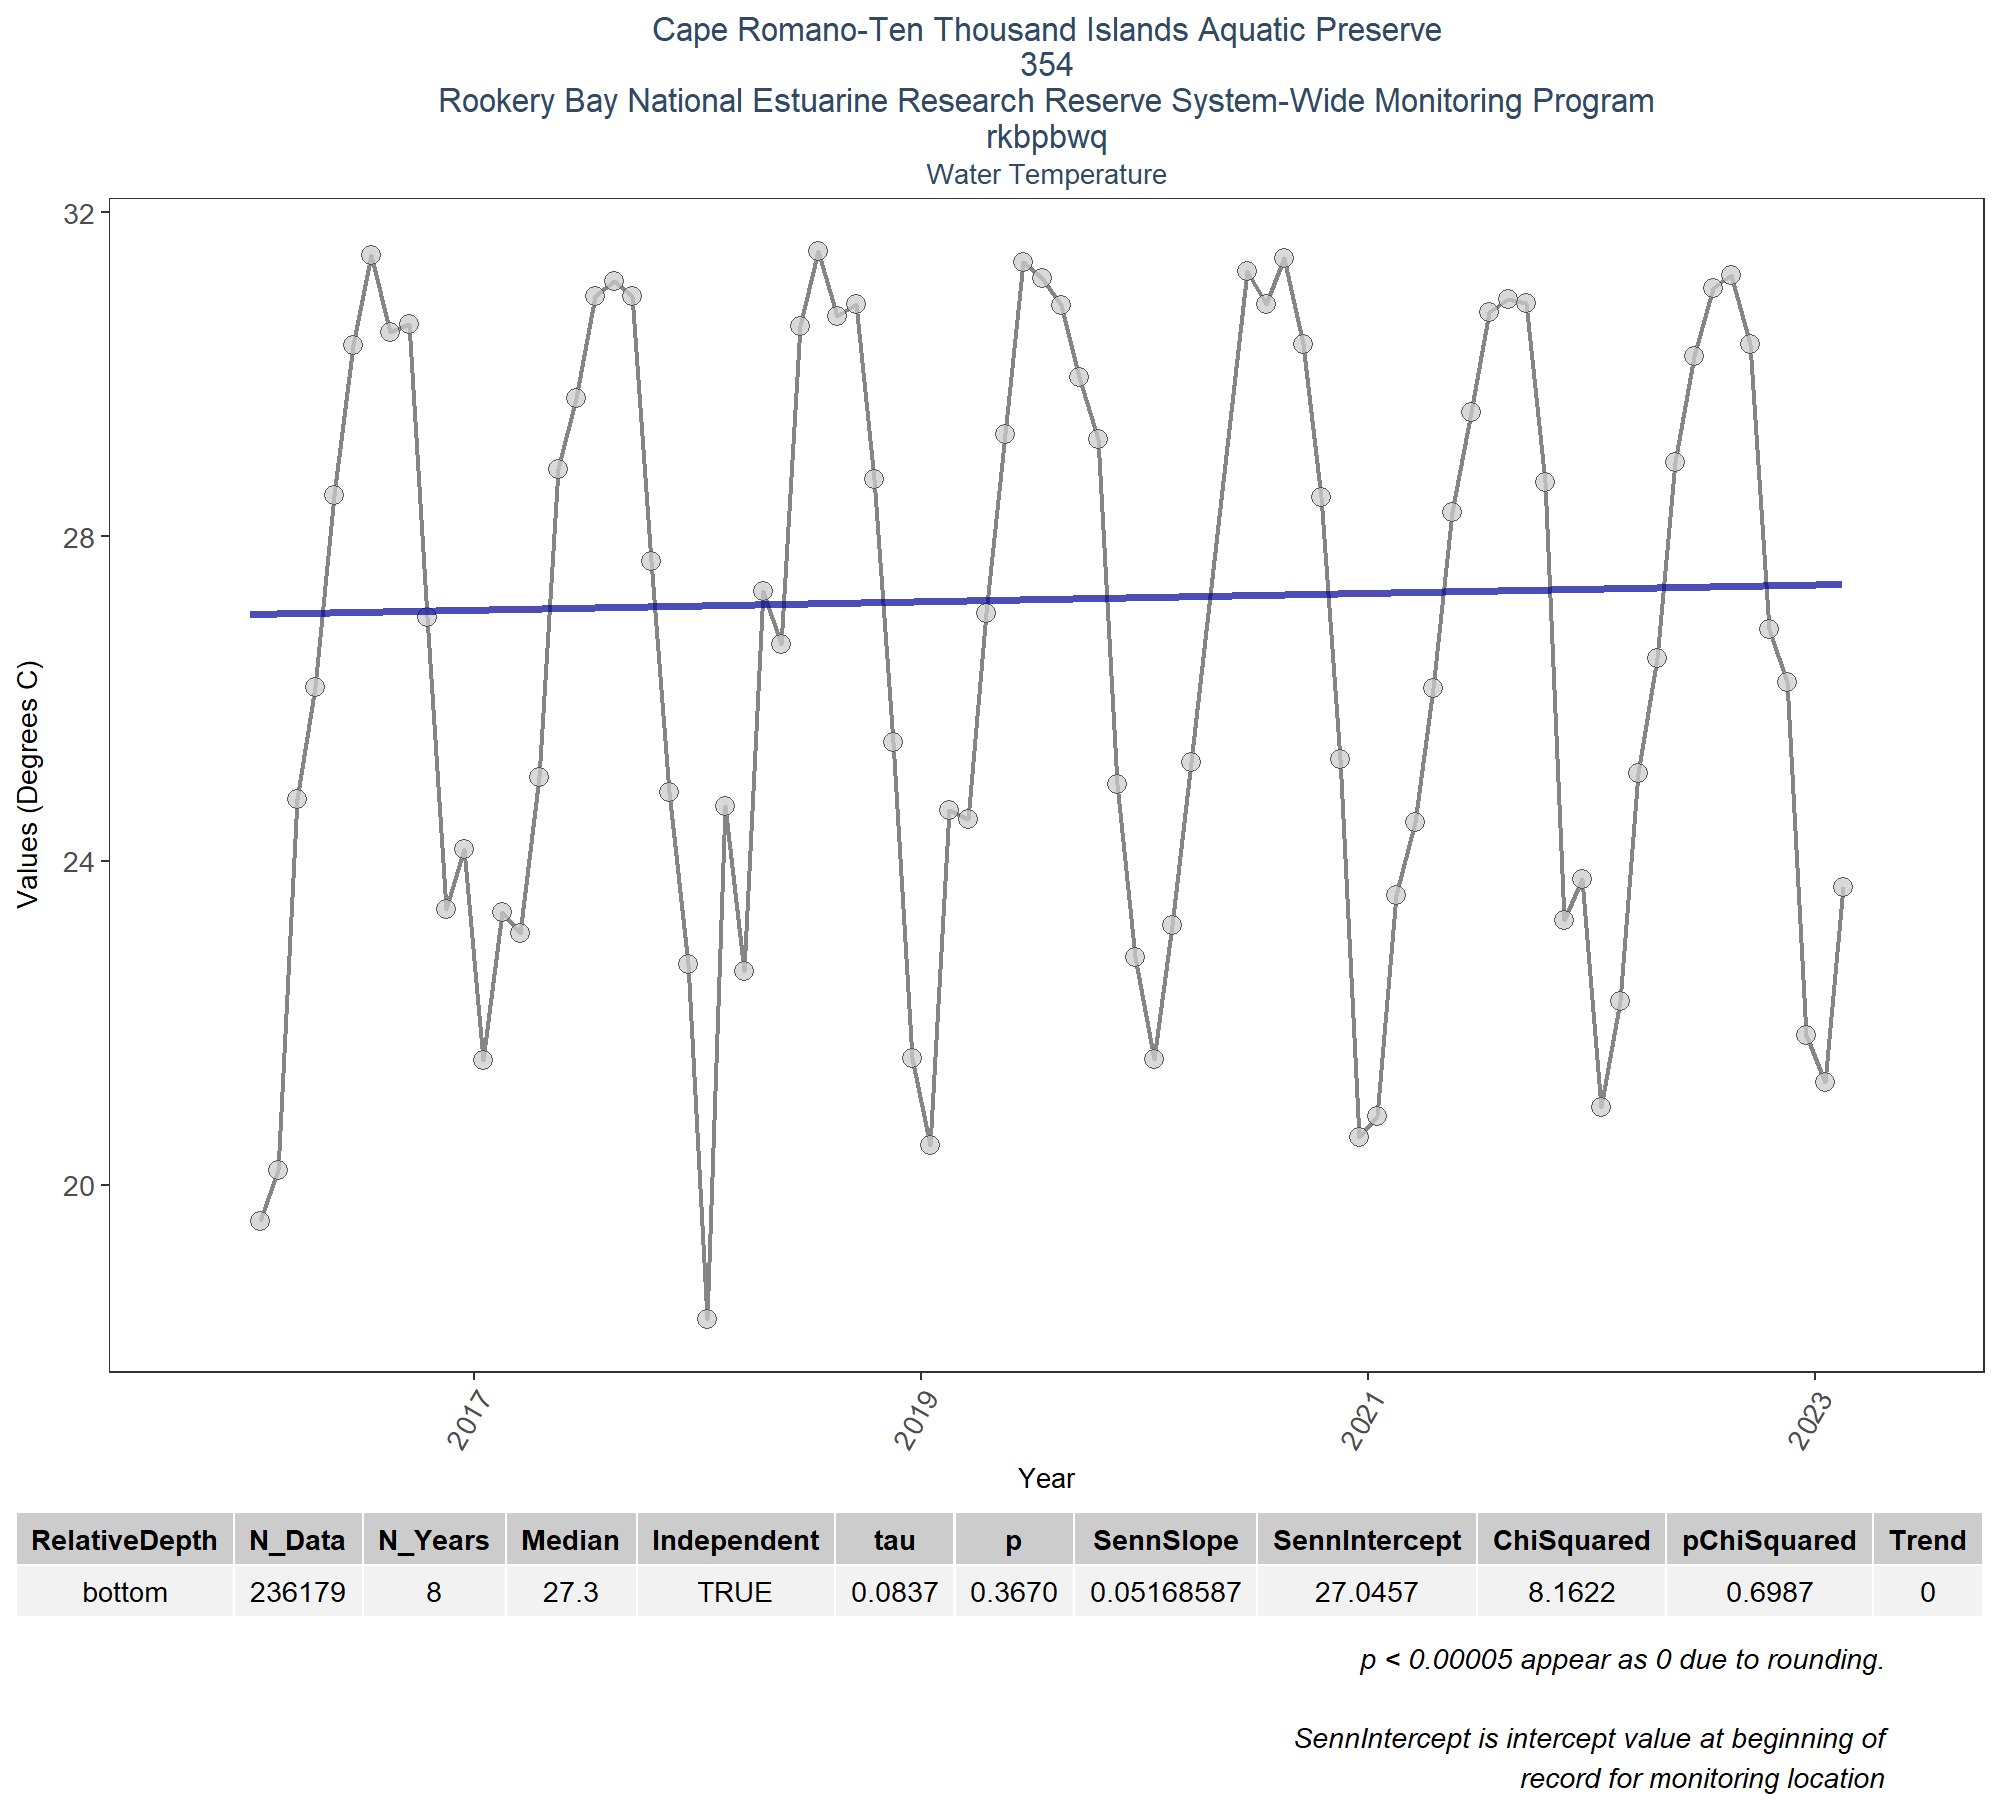 Cape Romano-Ten Thousand Islands Aquatic Preserve
354
Rookery Bay National Estuarine Research Reserve System-Wide Monitoring Program
rkbpbwq
Water Temperature
Values (Degrees C)
32
28
24
20
2017
2019
2021
2023
Year
RelativeDepth N_Data N_Years Median Independent tau p SennSlope SennIntercept ChiSquared pChiSquared Trend
bottom 236179 8 27.3 TRUE 0.0837 0.3670 0.05168587 27.0457 8.1622 0.6987 0
p < 0.00005 appear as 0 due to rounding.
SennIntercept is intercept value at beginning of
record for monitoring location